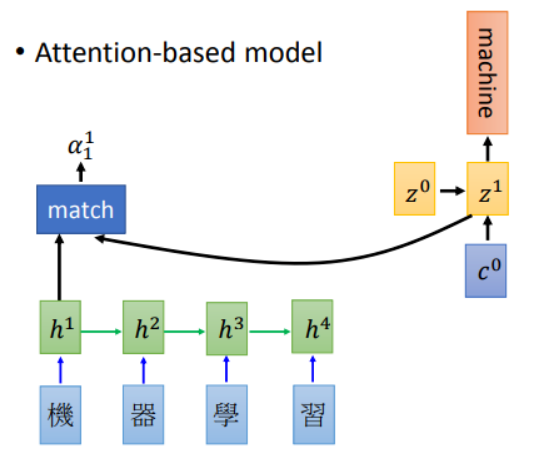 • Attention-based model
machine
α₁¹
match
z⁰
z¹
c⁰
h¹
h²
h³
h⁴
機
器
學
習